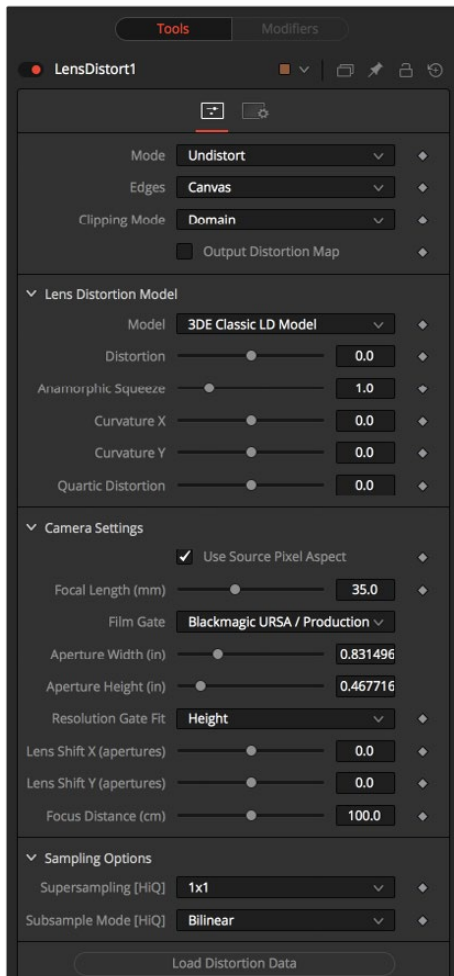 Tools Modifiers
LensDistort1
Mode Undistort
Edges Canvas
Clipping Mode Domain
Output Distortion Map
Lens Distortion Model
Model 3DE Classic LD Model
Distortion 0.0
Anamorphic Squeeze 1.0
Curvature X 0.0
Curvature Y 0.0
Quartic Distortion 0.0
Camera Settings
Use Source Pixel Aspect
Focal Length (mm) 35.0
Film Gate Blackmagic URSA / Production
Aperture Width (in) 0.831496
Aperture Height (in) 0.467716
Resolution Gate Fit Height
Lens Shift X (apertures) 0.0
Lens Shift Y (apertures) 0.0
Focus Distance (cm) 100.0
Sampling Options
Supersampling [HiQ] 1x1
Subsample Mode [HiQ] Bilinear
Load Distortion Data